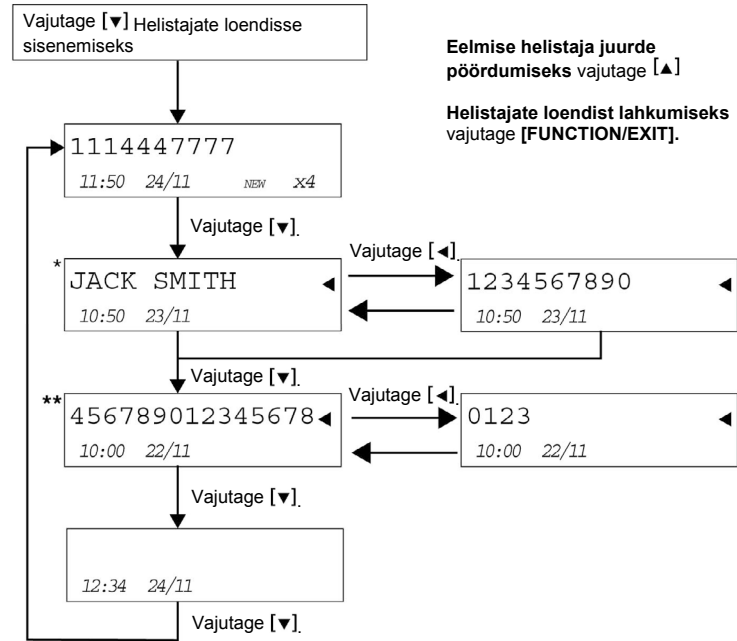 Vajutage [▼] Helistajate loendisse
sisenemiseks
Eelmise helistaja juurde
pöördumiseks vajutage [▲]
Helistajate loendist lahkumiseks
vajutage [FUNCTION/EXIT].
1114447777
11:50 24/11 NEW X4
Vajutage [▼].
* JACK SMITH ◀
10:50 23/11
Vajutage [◀].
1234567890 ◀
10:50 23/11
Vajutage [▼].
** 456789012345678◀
10:00 22/11
Vajutage [◀].
0123 ◀
10:00 22/11
Vajutage [▼].
12:34 24/11
Vajutage [▼].